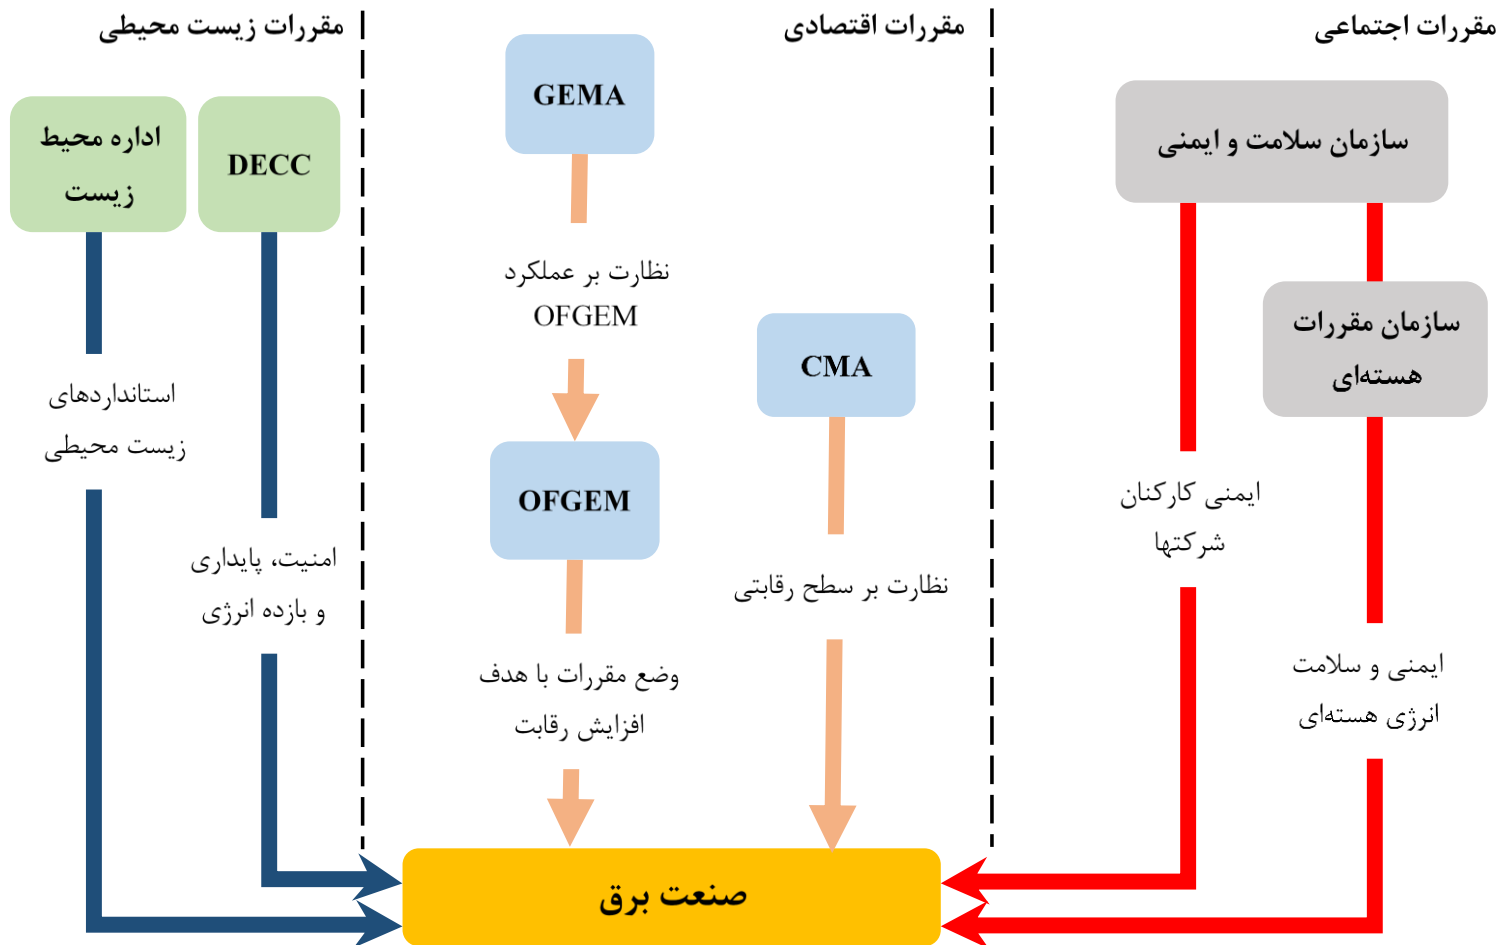 مقررات اجتماعی
سازمان سلامت و ایمنی
سازمان مقررات
هسته‌ای
ایمنی کارکنان
شرکتها
ایمنی و سلامت
انرژی هسته‌ای
مقررات اقتصادی
GEMA
نظارت بر عملکرد
OFGEM
CMA
OFGEM
نظارت بر سطح رقابتی
وضع مقررات با هدف
افزایش رقابت
مقررات زیست محیطی
DECC
اداره محیط
زیست
استانداردهای
زیست محیطی
امنیت، پایداری
و بازده انرژی
صنعت برق